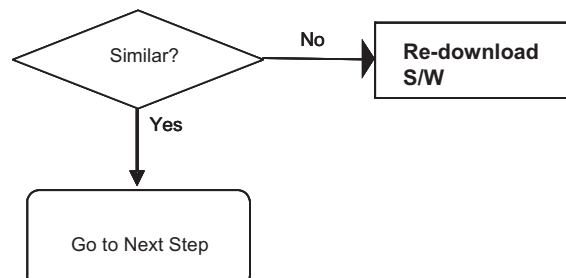 Similar?
No
Re-download
S/W
Yes
Go to Next Step